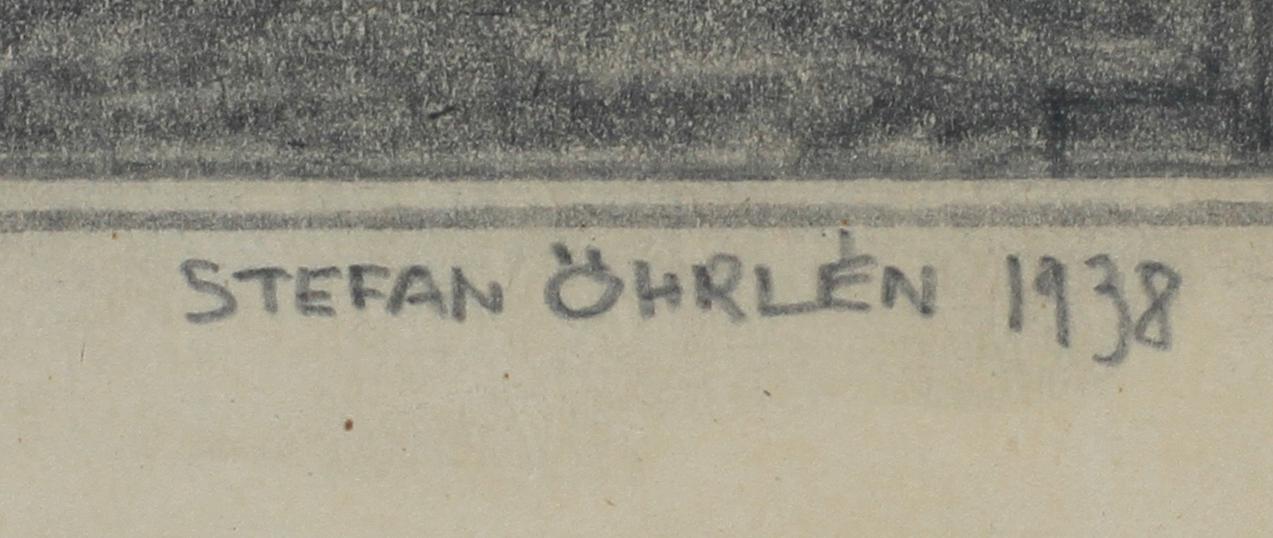 STEFAN ÖHRLÉN 1938